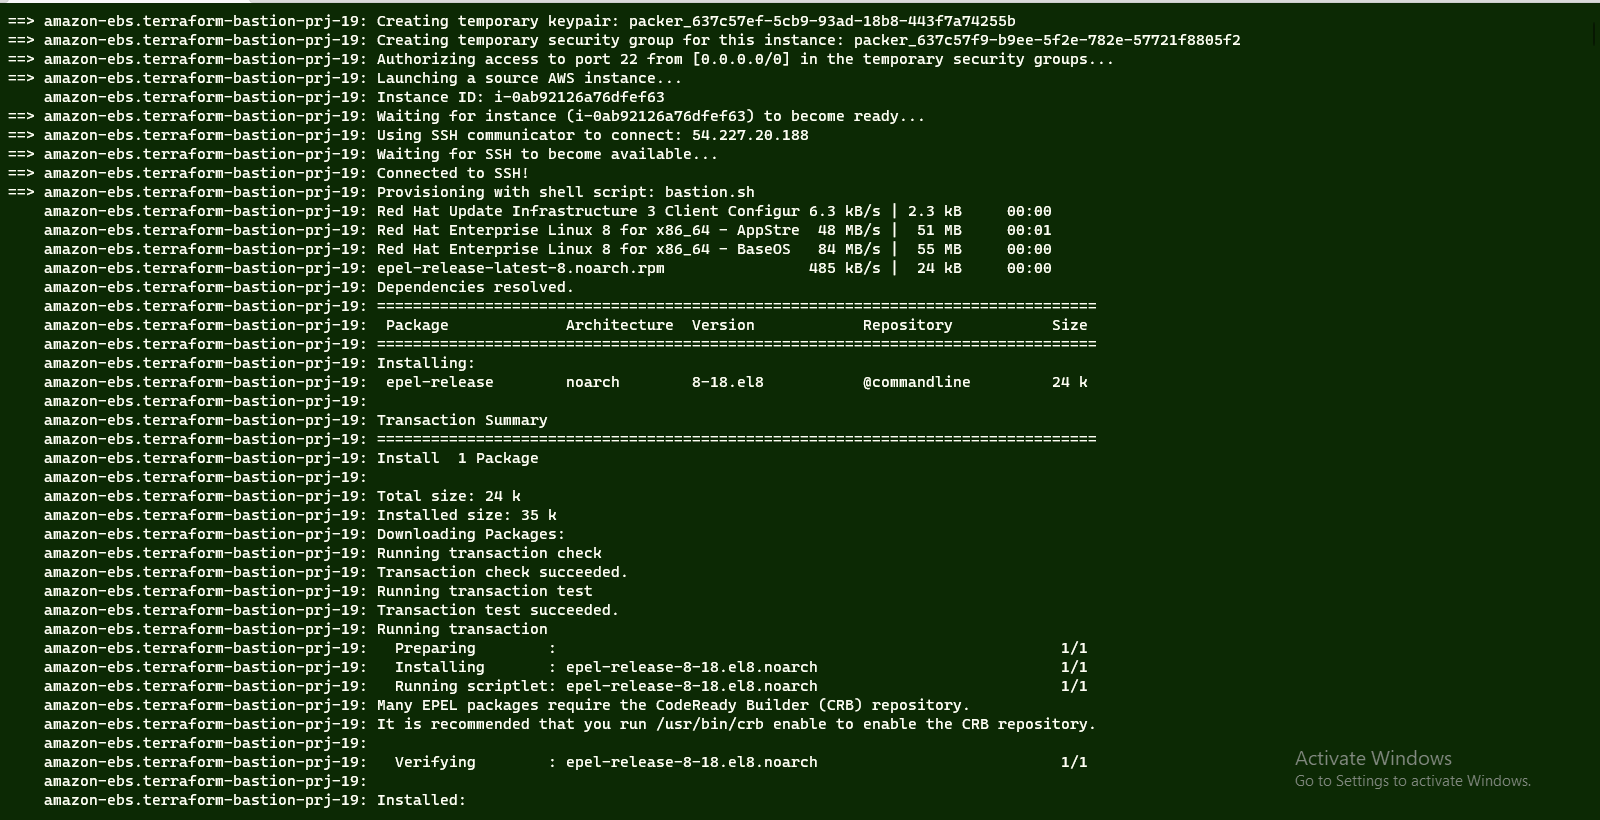 ==> amazon-ebs.terraform-bastion-prj-19: Creating temporary keypair: packer_637c57ef-5cb9-93ad-18b8-443f7a74255b
==> amazon-ebs.terraform-bastion-prj-19: Creating temporary security group for this instance: packer_637c57f9-b9ee-5f2e-782e-57721f8805f2
==> amazon-ebs.terraform-bastion-prj-19: Authorizing access to port 22 from [0.0.0.0/0] in the temporary security groups...
==> amazon-ebs.terraform-bastion-prj-19: Launching a source AWS instance...
    amazon-ebs.terraform-bastion-prj-19: Instance ID: i-0ab92126a76dfef63
==> amazon-ebs.terraform-bastion-prj-19: Waiting for instance (i-0ab92126a76dfef63) to become ready...
==> amazon-ebs.terraform-bastion-prj-19: Using SSH communicator to connect: 54.227.20.188
==> amazon-ebs.terraform-bastion-prj-19: Waiting for SSH to become available...
==> amazon-ebs.terraform-bastion-prj-19: Connected to SSH!
==> amazon-ebs.terraform-bastion-prj-19: Provisioning with shell script: bastion.sh
    amazon-ebs.terraform-bastion-prj-19: Red Hat Update Infrastructure 3 Client Configur 6.3 kB/s | 2.3 kB     00:00
    amazon-ebs.terraform-bastion-prj-19: Red Hat Enterprise Linux 8 for x86_64 - AppStre  48 MB/s |  51 MB     00:01
    amazon-ebs.terraform-bastion-prj-19: Red Hat Enterprise Linux 8 for x86_64 - BaseOS   84 MB/s |  55 MB     00:00
    amazon-ebs.terraform-bastion-prj-19: epel-release-latest-8.noarch.rpm                485 kB/s |  24 kB     00:00
    amazon-ebs.terraform-bastion-prj-19: Dependencies resolved.
    amazon-ebs.terraform-bastion-prj-19: ================================================================================
    amazon-ebs.terraform-bastion-prj-19:  Package             Architecture  Version            Repository           Size
    amazon-ebs.terraform-bastion-prj-19: ================================================================================
    amazon-ebs.terraform-bastion-prj-19: Installing:
    amazon-ebs.terraform-bastion-prj-19:  epel-release        noarch        8-18.el8           @commandline         24 k
    amazon-ebs.terraform-bastion-prj-19:
    amazon-ebs.terraform-bastion-prj-19: Transaction Summary
    amazon-ebs.terraform-bastion-prj-19: ================================================================================
    amazon-ebs.terraform-bastion-prj-19: Install  1 Package
    amazon-ebs.terraform-bastion-prj-19:
    amazon-ebs.terraform-bastion-prj-19: Total size: 24 k
    amazon-ebs.terraform-bastion-prj-19: Installed size: 35 k
    amazon-ebs.terraform-bastion-prj-19: Downloading Packages:
    amazon-ebs.terraform-bastion-prj-19: Running transaction check
    amazon-ebs.terraform-bastion-prj-19: Transaction check succeeded.
    amazon-ebs.terraform-bastion-prj-19: Running transaction test
    amazon-ebs.terraform-bastion-prj-19: Transaction test succeeded.
    amazon-ebs.terraform-bastion-prj-19: Running transaction
    amazon-ebs.terraform-bastion-prj-19:   Preparing        :                                                        1/1
    amazon-ebs.terraform-bastion-prj-19:   Installing       : epel-release-8-18.el8.noarch                           1/1
    amazon-ebs.terraform-bastion-prj-19:   Running scriptlet: epel-release-8-18.el8.noarch                           1/1
    amazon-ebs.terraform-bastion-prj-19: Many EPEL packages require the CodeReady Builder (CRB) repository.
    amazon-ebs.terraform-bastion-prj-19: It is recommended that you run /usr/bin/crb enable to enable the CRB repository.
    amazon-ebs.terraform-bastion-prj-19:
    amazon-ebs.terraform-bastion-prj-19:   Verifying        : epel-release-8-18.el8.noarch                           1/1
    amazon-ebs.terraform-bastion-prj-19:
    amazon-ebs.terraform-bastion-prj-19: Installed:
Activate Windows
Go to Settings to activate Windows.